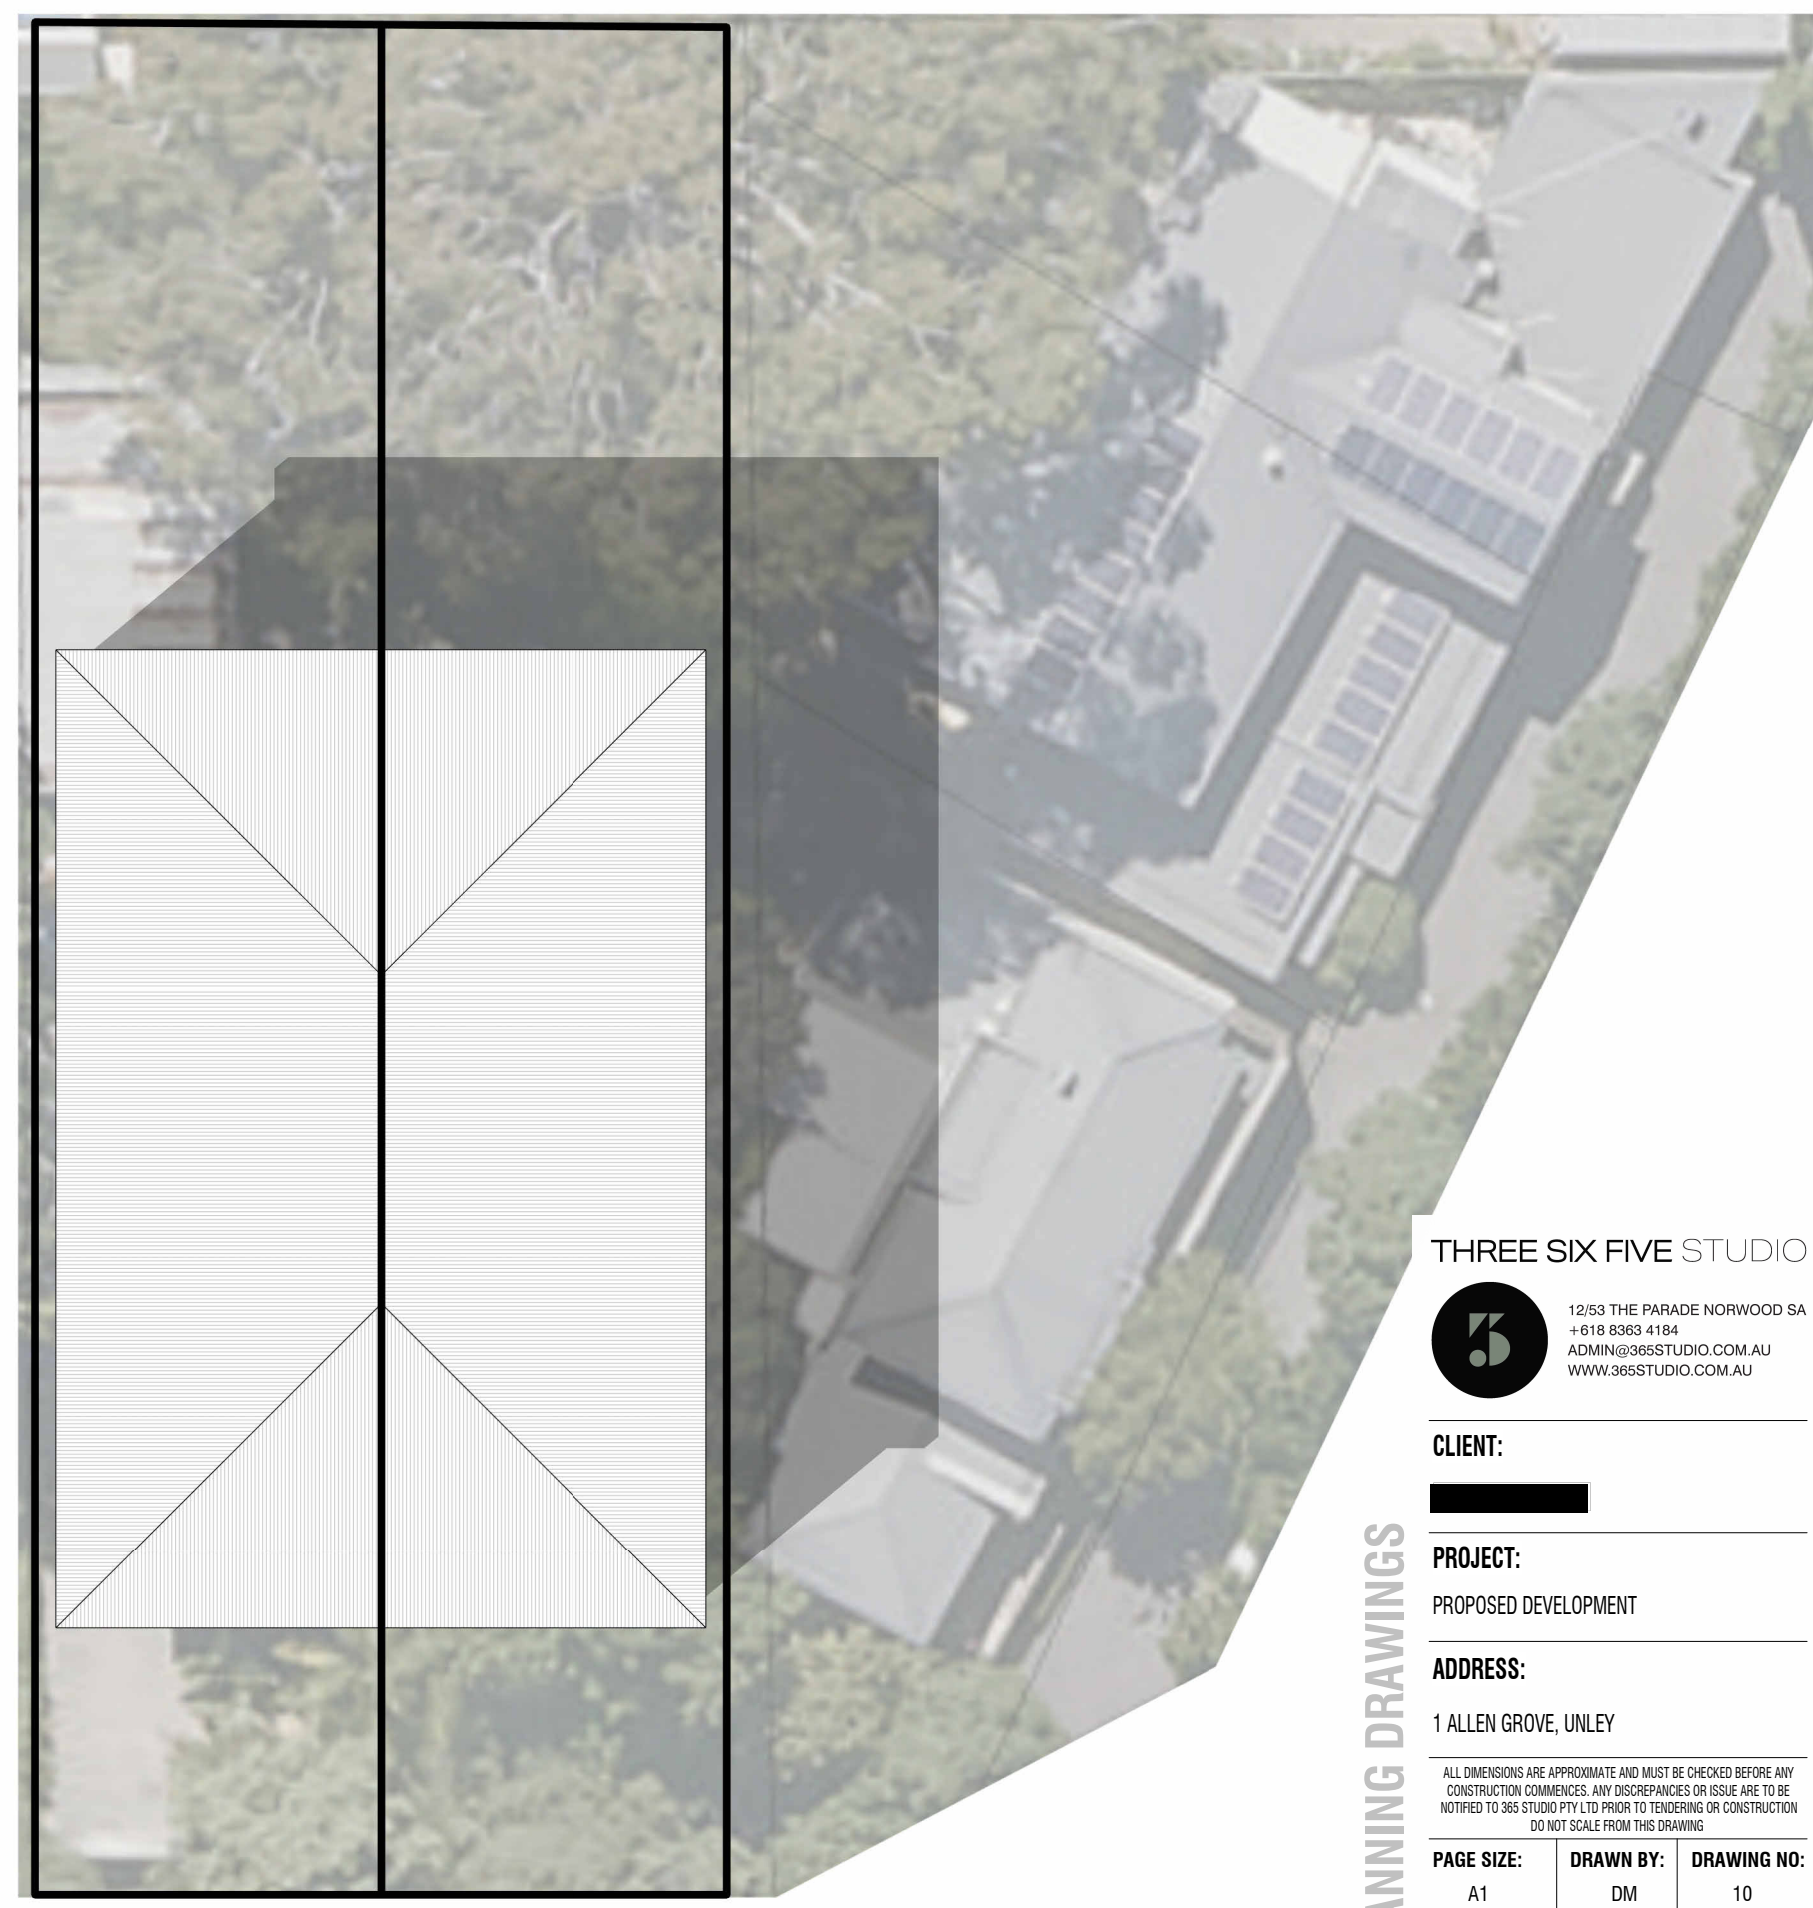 THREE SIX FIVE STUDIO
12/53 THE PARADE NORWOOD SA
+618 8363 4184
ADMIN@365STUDIO.COM.AU
WWW.365STUDIO.COM.AU
CLIENT:
PROJECT:
PROPOSED DEVELOPMENT
ADDRESS:
1 ALLEN GROVE, UNLEY
ALL DIMENSIONS ARE APPROXIMATE AND MUST BE CHECKED BEFORE ANY
CONSTRUCTION COMMENCES. ANY DISCREPANCIES OR ISSUE ARE TO BE
NOTIFIED TO 365 STUDIO PTY LTD PRIOR TO TENDERING OR CONSTRUCTION
DO NOT SCALE FROM THIS DRAWING
PAGE SIZE: DRAWN BY: DRAWING NO:
A1 DM 10
ANNING DRAWINGS